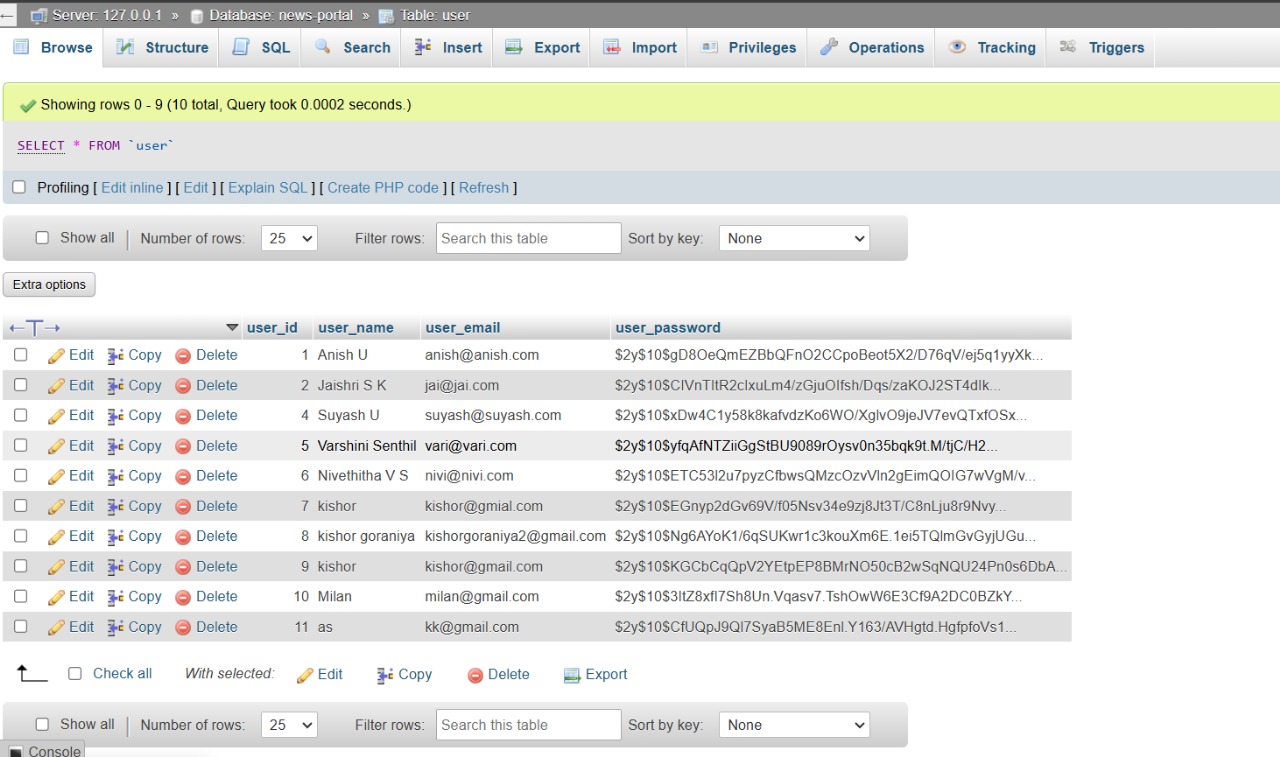 Server: 127.0.0.1 » Database: news-portal » Table: user
Browse Structure SQL Search Insert Export Import Privileges Operations Tracking Triggers
Showing rows 0 - 9 (10 total, Query took 0.0002 seconds.)
SELECT * FROM `user`
Profiling [ Edit inline ] [ Edit ] [ Explain SQL ] [ Create PHP code ] [ Refresh ]
Show all | Number of rows: 25 Filter rows: Search this table Sort by key: None
Extra options
←T→ user_id user_name user_email user_password
Edit Copy Delete 1 Anish U anish@anish.com $2y$10$gD8OeQmEZBbQFnO2CCpoBeot5X2/D76qV/ej5q1yyXk...
Edit Copy Delete 2 Jaishri S K jai@jai.com $2y$10$CIVnTltR2clxuLm4/zGjuOlfsh/Dqs/zaKOJ2ST4dlk...
Edit Copy Delete 4 Suyash U suyash@suyash.com $2y$10$xDw4C1y58k8kafvdzKo6WO/XglvO9jeJV7evQTxfOSx...
Edit Copy Delete 5 Varshini Senthil vari@vari.com $2y$10$yfqAfNTZiiGgStBU9089rOysv0n35bqk9t.M/tjC/H2...
Edit Copy Delete 6 Nivethitha V S nivi@nivi.com $2y$10$ETC53l2u7pyzCfbwsQMzcOzvVln2gEimQOIG7wVgM/v...
Edit Copy Delete 7 kishor kishor@gmial.com $2y$10$EGnyp2dGv69V/f05Nsv34e9zj8Jt3T/C8nLju8r9Nvy...
Edit Copy Delete 8 kishor goraniya kishorgoraniya2@gmail.com $2y$10$Ng6AYoK1/6qSUKwr1c3kouXm6E.1ei5TQlmGvGyjUGu...
Edit Copy Delete 9 kishor kishor@gmail.com $2y$10$KGCbCqQpV2YEtpEP8BMrNO50cB2wSqNQU24Pn0s6DbA...
Edit Copy Delete 10 Milan milan@gmail.com $2y$10$3ltZ8xfl7Sh8Un.Vqasv7.TshOwW6E3Cf9A2DC0BZkY...
Edit Copy Delete 11 as kk@gmail.com $2y$10$CfUQpJ9Ql7SyaB5ME8Enl.Y163/AVHgtd.HgfpfoVs1...
Check all With selected: Edit Copy Delete Export
Show all | Number of rows: 25 Filter rows: Search this table Sort by key: None
Console